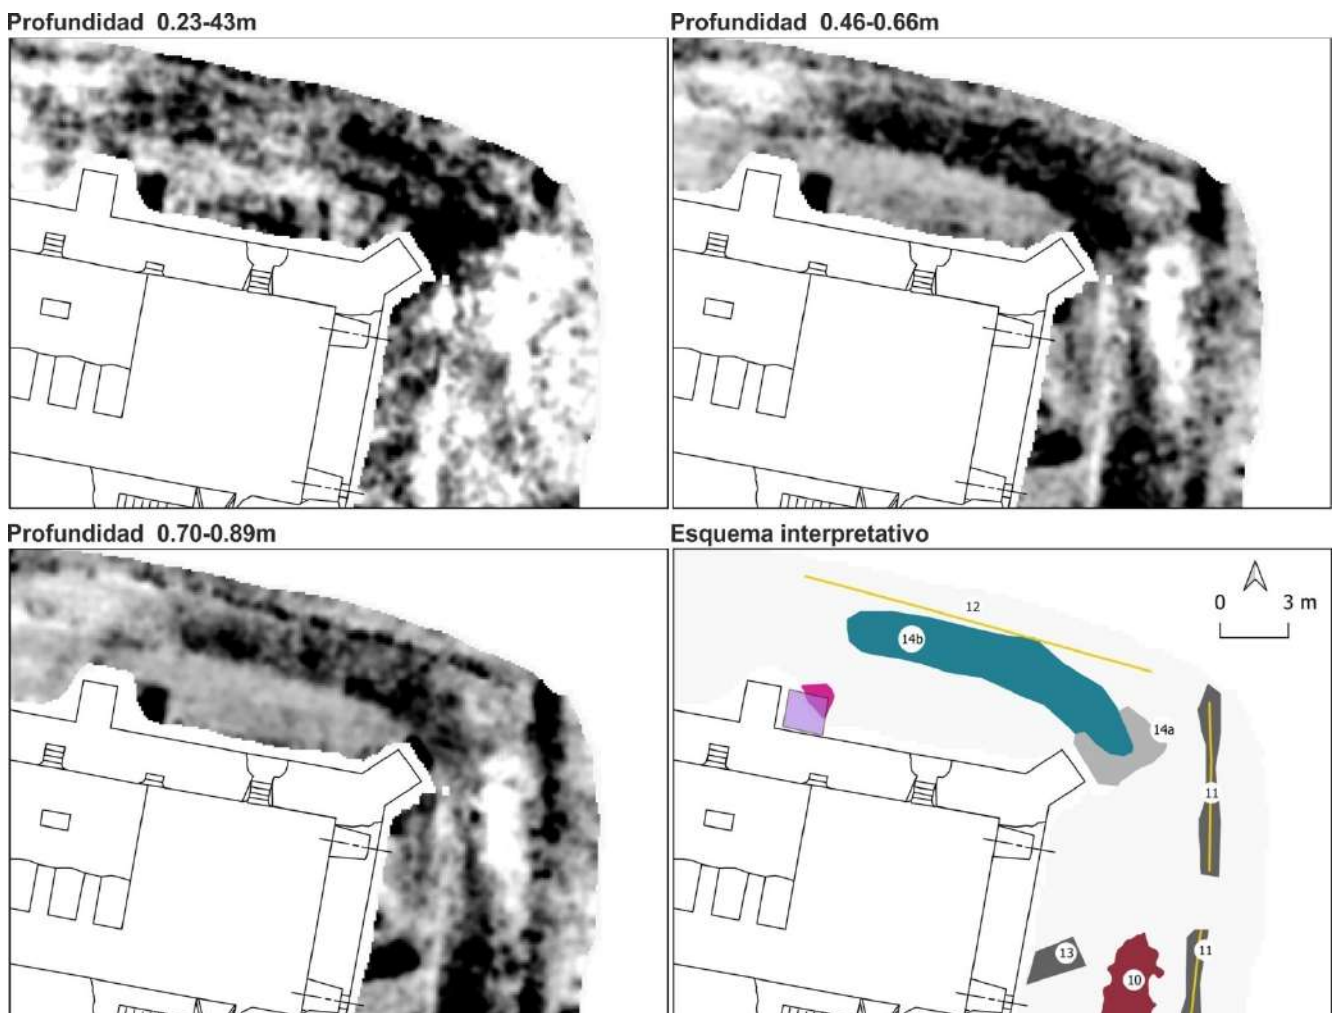 Profundidad 0.23-43m
Profundidad 0.46-0.66m
Profundidad 0.70-0.89m
Esquema interpretativo
0 3 m
12
14b
14a
11
13
10
11